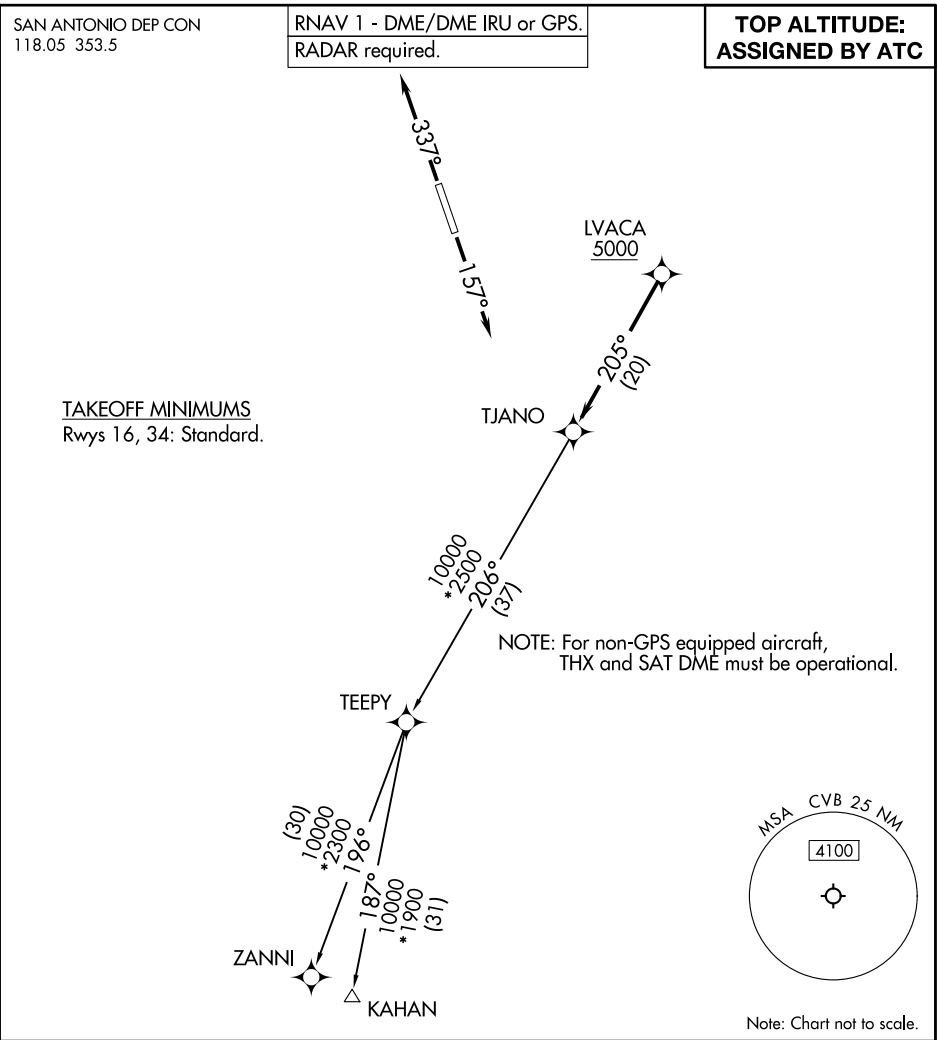 SAN ANTONIO DEP CON
118.05 353.5
RNAV 1 - DME/DME IRU or GPS.
RADAR required.
TOP ALTITUDE:
ASSIGNED BY ATC
337°
157°
LVACA
5000
205°
(20)
TAKEOFF MINIMUMS
Rwys 16, 34: Standard.
TJANO
10000
*2500
206°
(37)
NOTE: For non-GPS equipped aircraft,
THX and SAT DME must be operational.
TEEPY
(30)
10000
*2300
196°
187°
10000
*1900
(31)
MSA CVB 25 NM
4100
ZANNI
KAHAN
Note: Chart not to scale.